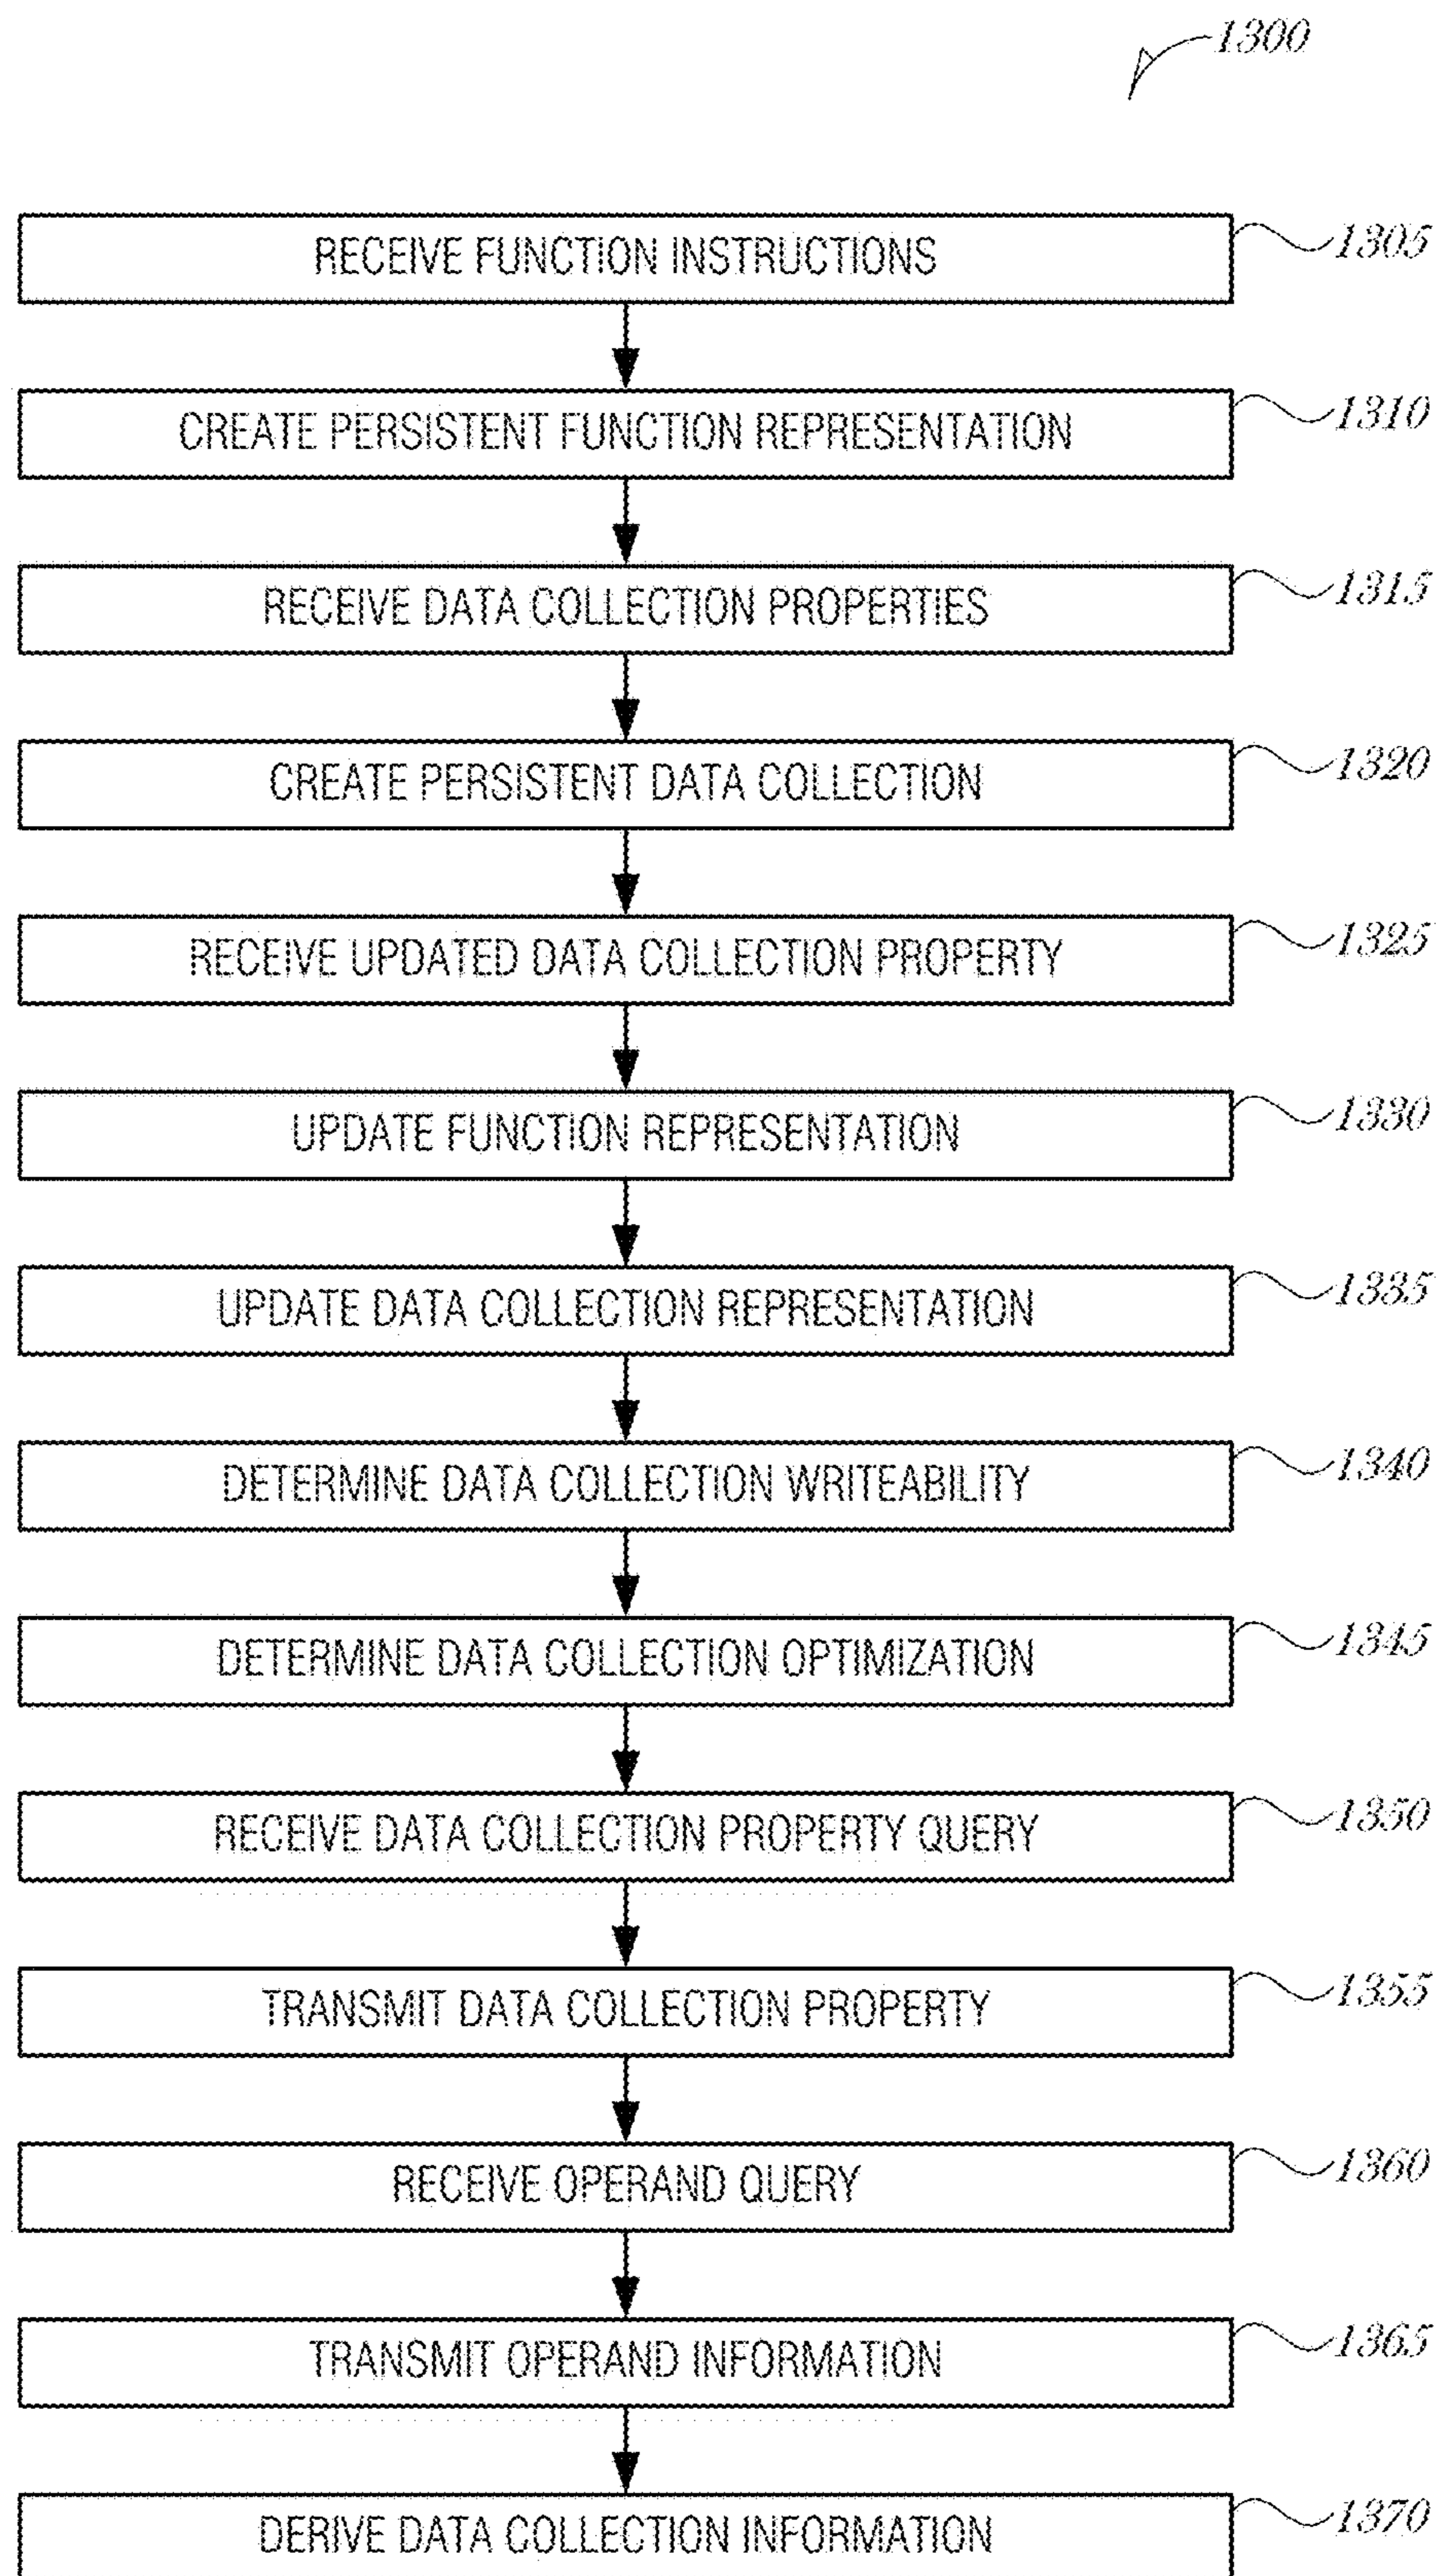 1300
RECEIVE FUNCTION INSTRUCTIONS 1305
CREATE PERSISTENT FUNCTION REPRESENTATION 1310
RECEIVE DATA COLLECTION PROPERTIES 1315
CREATE PERSISTENT DATA COLLECTION 1320
RECEIVE UPDATED DATA COLLECTION PROPERTY 1325
UPDATE FUNCTION REPRESENTATION 1330
UPDATE DATA COLLECTION REPRESENTATION 1335
DETERMINE DATA COLLECTION WRITEABILITY 1340
DETERMINE DATA COLLECTION OPTIMIZATION 1345
RECEIVE DATA COLLECTION PROPERTY QUERY 1350
TRANSMIT DATA COLLECTION PROPERTY 1355
RECEIVE OPERAND QUERY 1360
TRANSMIT OPERAND INFORMATION 1365
DERIVE DATA COLLECTION INFORMATION 1370